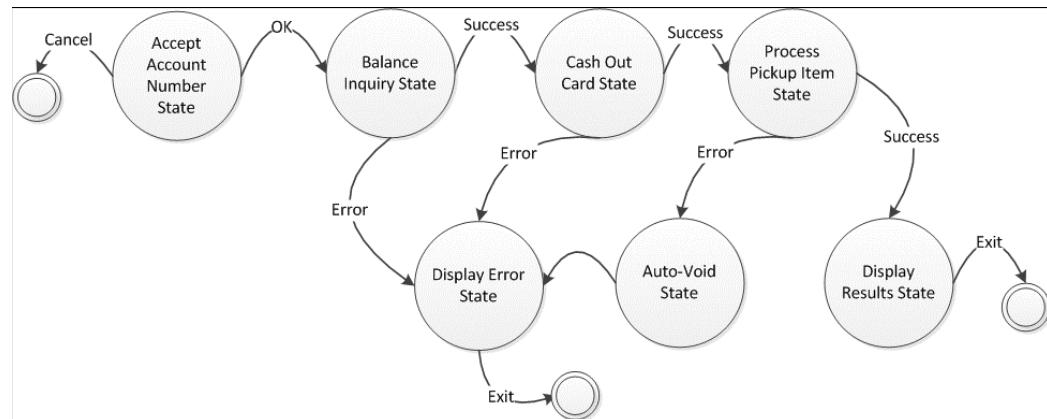 Cancel
Accept
Account
Number
State
OK
Balance
Inquiry State
Success
Cash Out
Card State
Success
Process
Pickup Item
State
Error
Error
Error
Success
Display Error
State
Auto-Void
State
Display
Results State
Exit
Exit